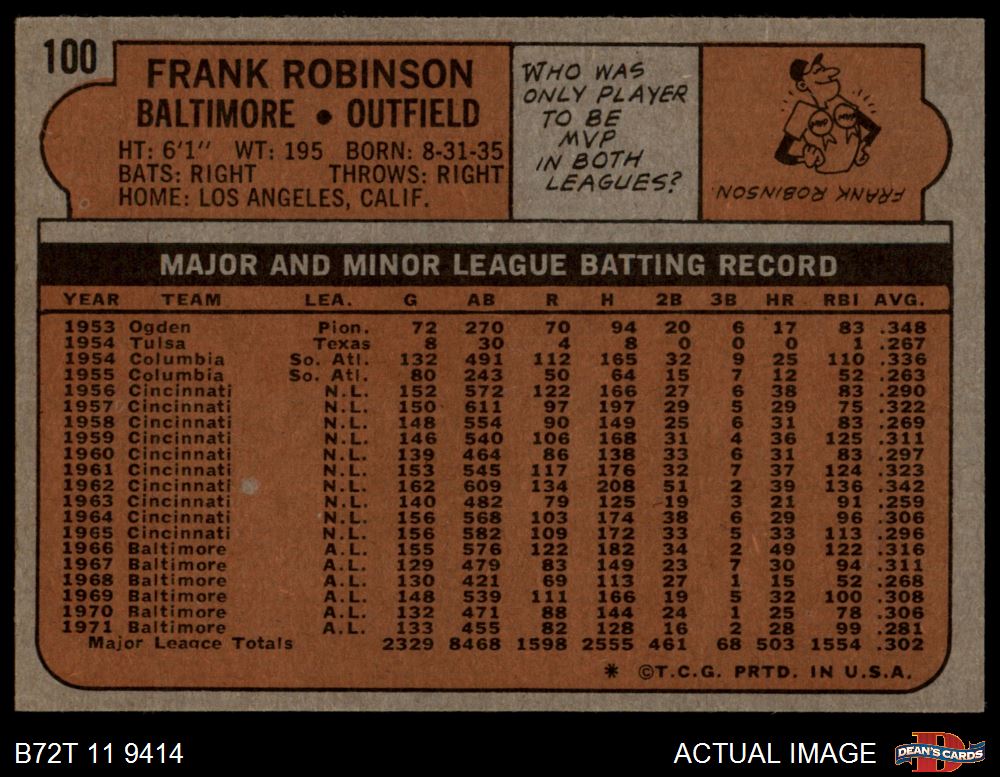 100
FRANK ROBINSON
BALTIMORE • OUTFIELD
HT: 6'1" WT: 195 BORN: 8-31-35
BATS: RIGHT THROWS: RIGHT
HOME: LOS ANGELES, CALIF.
WHO WAS
ONLY PLAYER
TO BE
MVP
IN BOTH
LEAGUES?
MVP MVP
FRANK ROBINSON.
MAJOR AND MINOR LEAGUE BATTING RECORD
YEAR TEAM LEA. G AB R H 2B 3B HR RBI AVG.
1953 Ogden Pion. 72 270 70 94 20 6 17 83 .348
1954 Tulsa Texas 8 30 4 8 0 0 0 1 .267
1954 Columbia So. Atl. 132 491 112 165 32 9 25 110 .336
1955 Columbia So. Atl. 80 243 50 64 15 7 12 52 .263
1956 Cincinnati N.L. 152 572 122 166 27 6 38 83 .290
1957 Cincinnati N.L. 150 611 97 197 29 5 29 75 .322
1958 Cincinnati N.L. 148 554 90 149 25 6 31 83 .269
1959 Cincinnati N.L. 146 540 106 168 31 4 36 125 .311
1960 Cincinnati N.L. 139 464 86 138 33 6 31 83 .297
1961 Cincinnati N.L. 153 545 117 176 32 7 37 124 .323
1962 Cincinnati N.L. 162 609 134 208 51 2 39 136 .342
1963 Cincinnati N.L. 140 482 79 125 19 3 21 91 .259
1964 Cincinnati N.L. 156 568 103 174 38 6 29 96 .306
1965 Cincinnati N.L. 156 582 109 172 33 5 33 113 .296
1966 Baltimore A.L. 155 576 122 182 34 2 49 122 .316
1967 Baltimore A.L. 129 479 83 149 23 7 30 94 .311
1968 Baltimore A.L. 130 421 69 113 27 1 15 52 .268
1969 Baltimore A.L. 148 539 111 166 19 5 32 100 .308
1970 Baltimore A.L. 132 471 88 144 24 1 25 78 .306
1971 Baltimore A.L. 133 455 82 128 16 2 28 99 .281
Major League Totals 2329 8468 1598 2555 461 68 503 1554 .302
* ©T.C.G. PRTD. IN U.S.A.
B72T 11 9414
ACTUAL IMAGE
D
DEAN'S CARDS